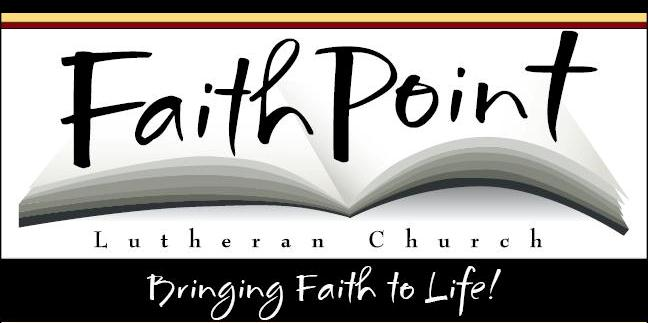 FaithPoint
Lutheran Church
Bringing Faith to Life!